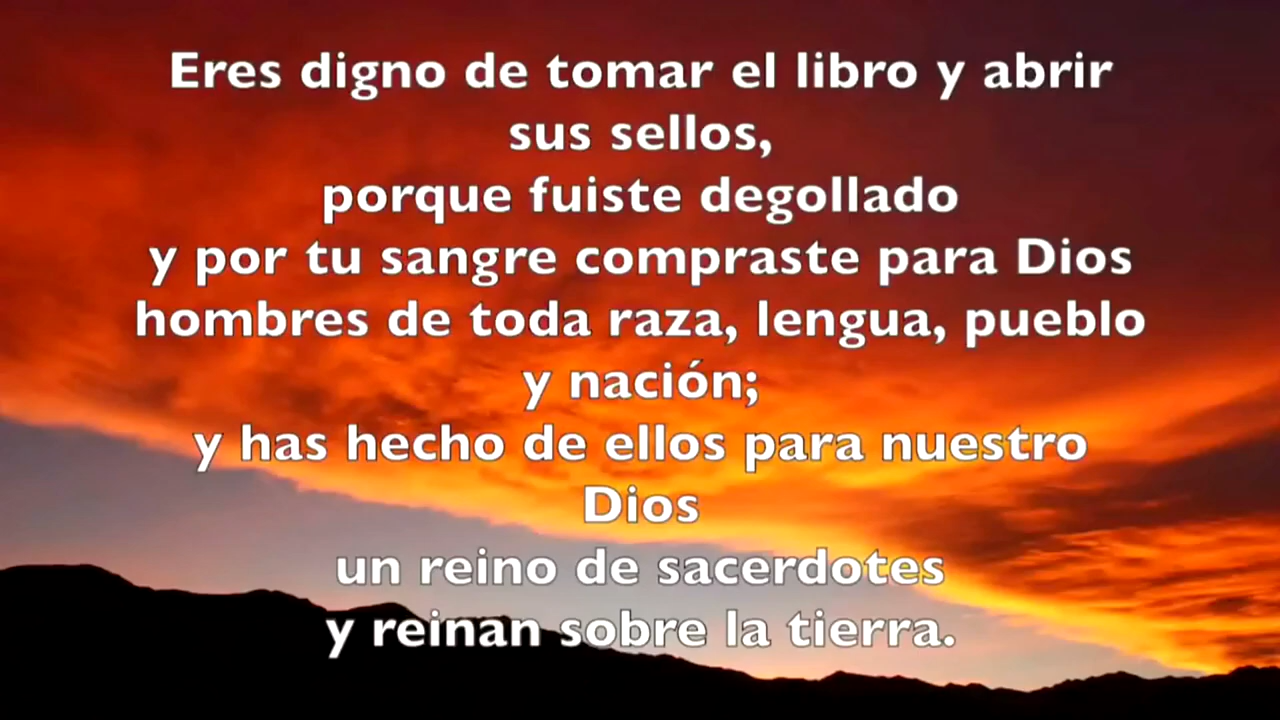 Eres digno de tomar el libro y abrir
sus sellos,
porque fuiste degollado
y por tu sangre compraste para Dios
hombres de toda raza, lengua, pueblo
y nación;
y has hecho de ellos para nuestro
Dios
un reino de sacerdotes
y reinan sobre la tierra.